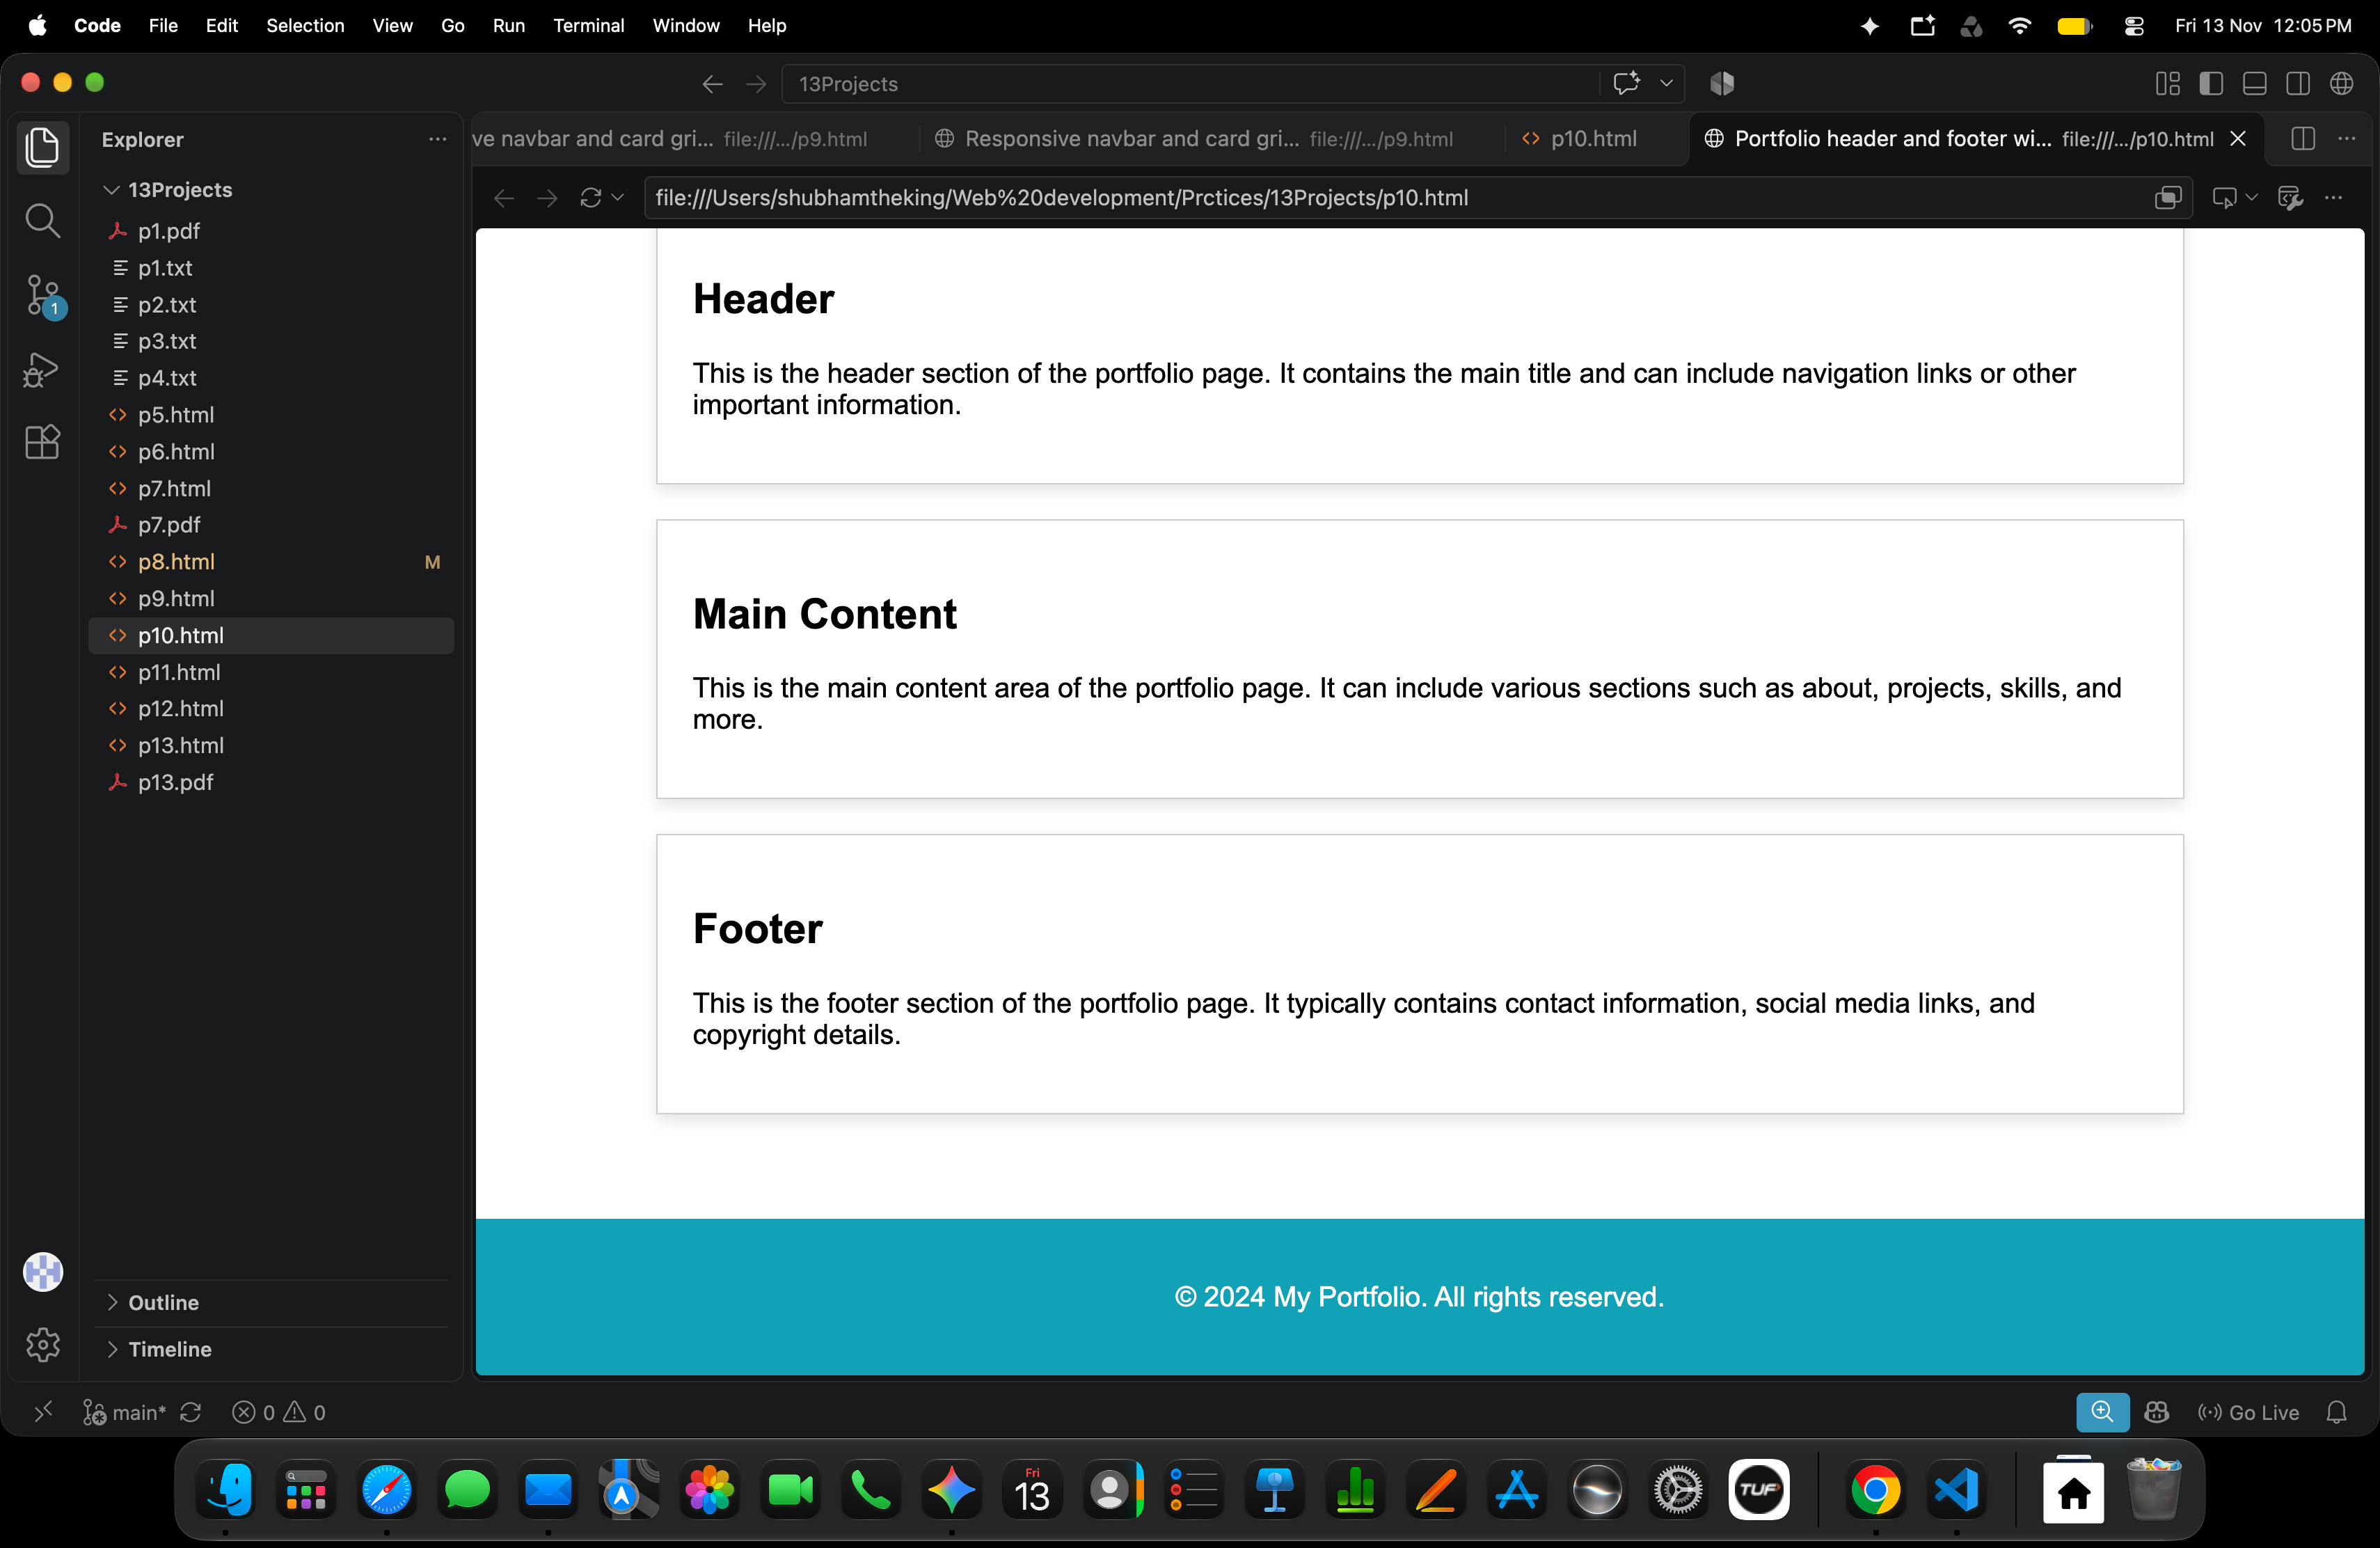 Code File Edit Selection View Go Run Terminal Window Help
Fri 13 Nov 12:05 PM
13Projects
Explorer
13Projects
p1.pdf
p1.txt
p2.txt
p3.txt
p4.txt
p5.html
p6.html
p7.html
p7.pdf
p8.html M
p9.html
p10.html
p11.html
p12.html
p13.html
p13.pdf
Outline
Timeline
1
ve navbar and card gri... file:///.../p9.html
Responsive navbar and card gri... file:///.../p9.html
p10.html
Portfolio header and footer wi... file:///.../p10.html
file:///Users/shubhamtheking/Web%20development/Prctices/13Projects/p10.html
Header
This is the header section of the portfolio page. It contains the main title and can include navigation links or other
important information.
Main Content
This is the main content area of the portfolio page. It can include various sections such as about, projects, skills, and
more.
Footer
This is the footer section of the portfolio page. It typically contains contact information, social media links, and
copyright details.
© 2024 My Portfolio. All rights reserved.
main* 0 0
Go Live
Fri
13
TUF